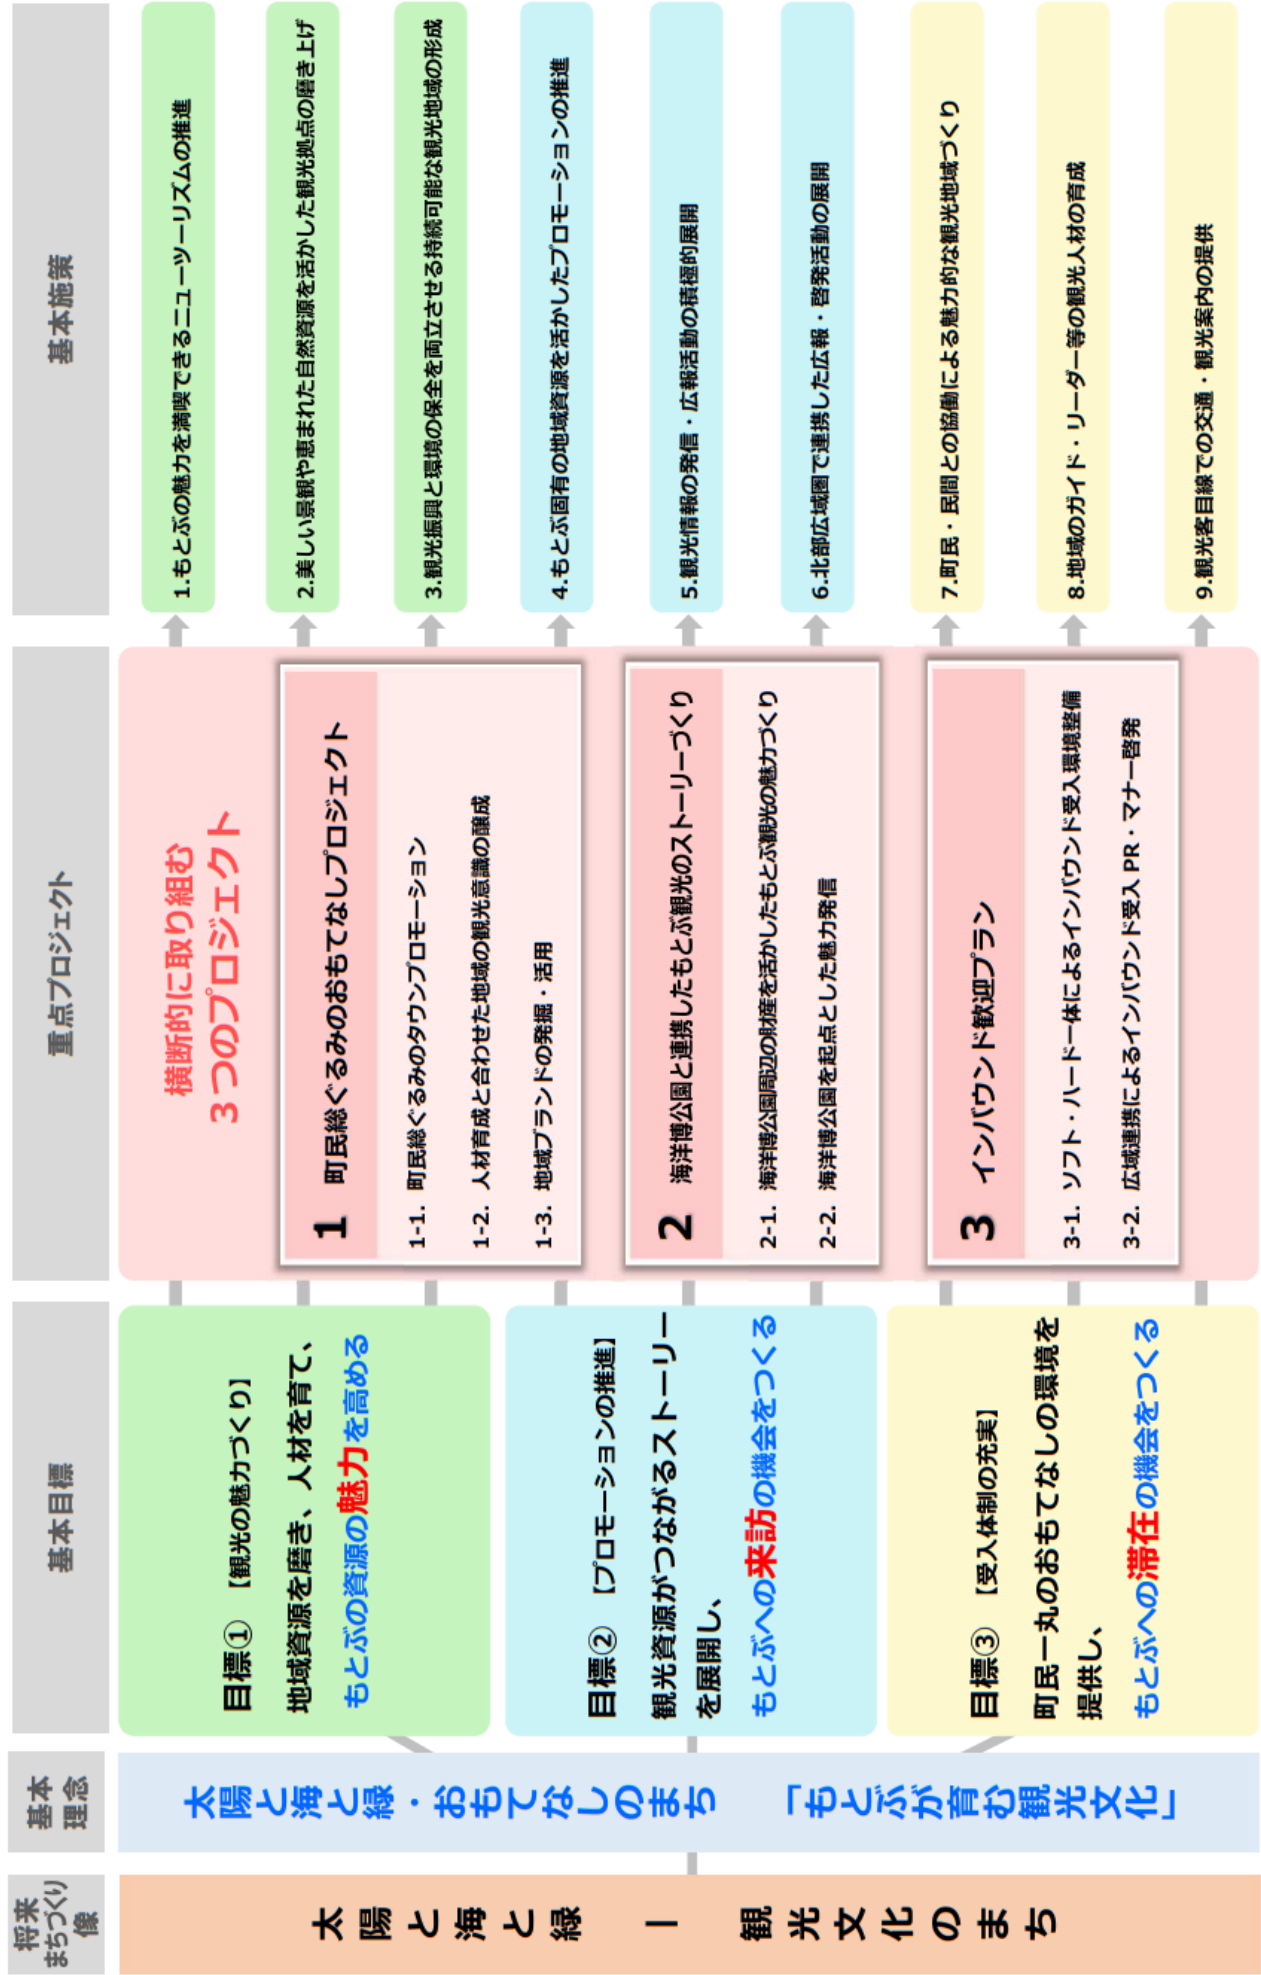 将来
まちづくり
像
太陽と海と緑 ー 観光文化のまち
基本
理念
太陽と海と緑・おもてなしのまち 「もとぶが育む観光文化」
基本目標
目標① 【観光の魅力づくり】
地域資源を磨き、人材を育て、
もとぶの資源の魅力を高める
目標② 【プロモーションの推進】
観光資源がつながるストーリー
を展開し、
もとぶへの来訪の機会をつくる
目標③ 【受入体制の充実】
町民一丸のおもてなしの環境を
提供し、
もとぶへの滞在の機会をつくる
重点プロジェクト
横断的に取り組む
3つのプロジェクト
1 町民総ぐるみのおもてなしプロジェクト
1-1. 町民総ぐるみのタウンプロモーション
1-2. 人材育成と合わせた地域の観光意識の醸成
1-3. 地域ブランドの発掘・活用
2 海洋博公園と連携したもとぶ観光のストーリーづくり
2-1. 海洋博公園周辺の財産を活かしたもとぶ観光の魅力づくり
2-2. 海洋博公園を起点とした魅力発信
3 インバウンド歓迎プラン
3-1. ソフト・ハード一体によるインバウンド受入環境整備
3-2. 広域連携によるインバウンド受入 PR・マナー啓発
基本施策
1.もとぶの魅力を満喫できるニューツーリズムの推進
2.美しい景観や恵まれた自然資源を活かした観光拠点の磨き上げ
3.観光振興と環境の保全を両立させる持続可能な観光地域の形成
4.もとぶ固有の地域資源を活かしたプロモーションの推進
5.観光情報の発信・広報活動の積極的展開
6.北部広域圏で連携した広報・啓発活動の展開
7.町民・民間との協働による魅力的な観光地域づくり
8.地域のガイド・リーダー等の観光人材の育成
9.観光客目線での交通・観光案内の提供